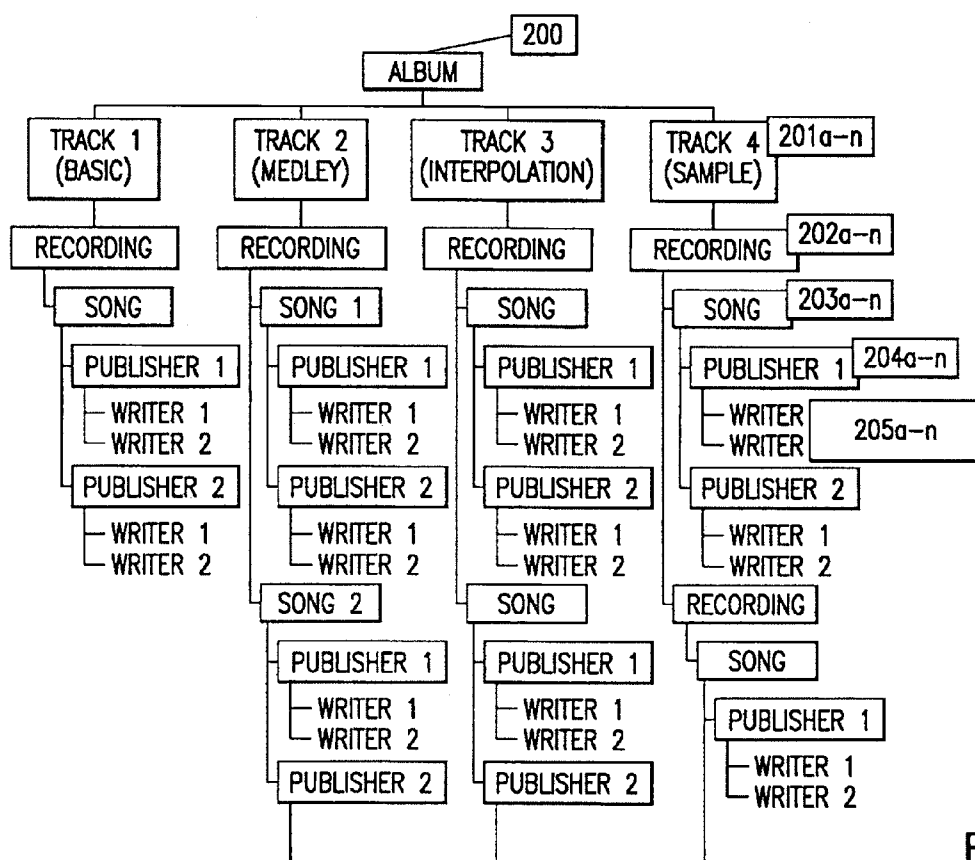 200
ALBUM
TRACK 1
(BASIC)
TRACK 2
(MEDLEY)
TRACK 3
(INTERPOLATION)
TRACK 4
(SAMPLE)
201a-n
RECORDING
RECORDING
RECORDING
RECORDING
202a-n
SONG
SONG 1
SONG
SONG
203a-n
PUBLISHER 1
PUBLISHER 1
PUBLISHER 1
PUBLISHER 1
204a-n
WRITER 1
WRITER 2
WRITER 1
WRITER 2
WRITER 1
WRITER 2
WRITER
WRITER
205a-n
PUBLISHER 2
PUBLISHER 2
PUBLISHER 2
PUBLISHER 2
WRITER 1
WRITER 2
WRITER 1
WRITER 2
WRITER 1
WRITER 2
WRITER 1
WRITER 2
SONG 2
SONG
RECORDING
PUBLISHER 1
PUBLISHER 1
SONG
WRITER 1
WRITER 2
WRITER 1
WRITER 2
PUBLISHER 1
PUBLISHER 2
PUBLISHER 2
WRITER 1
WRITER 2